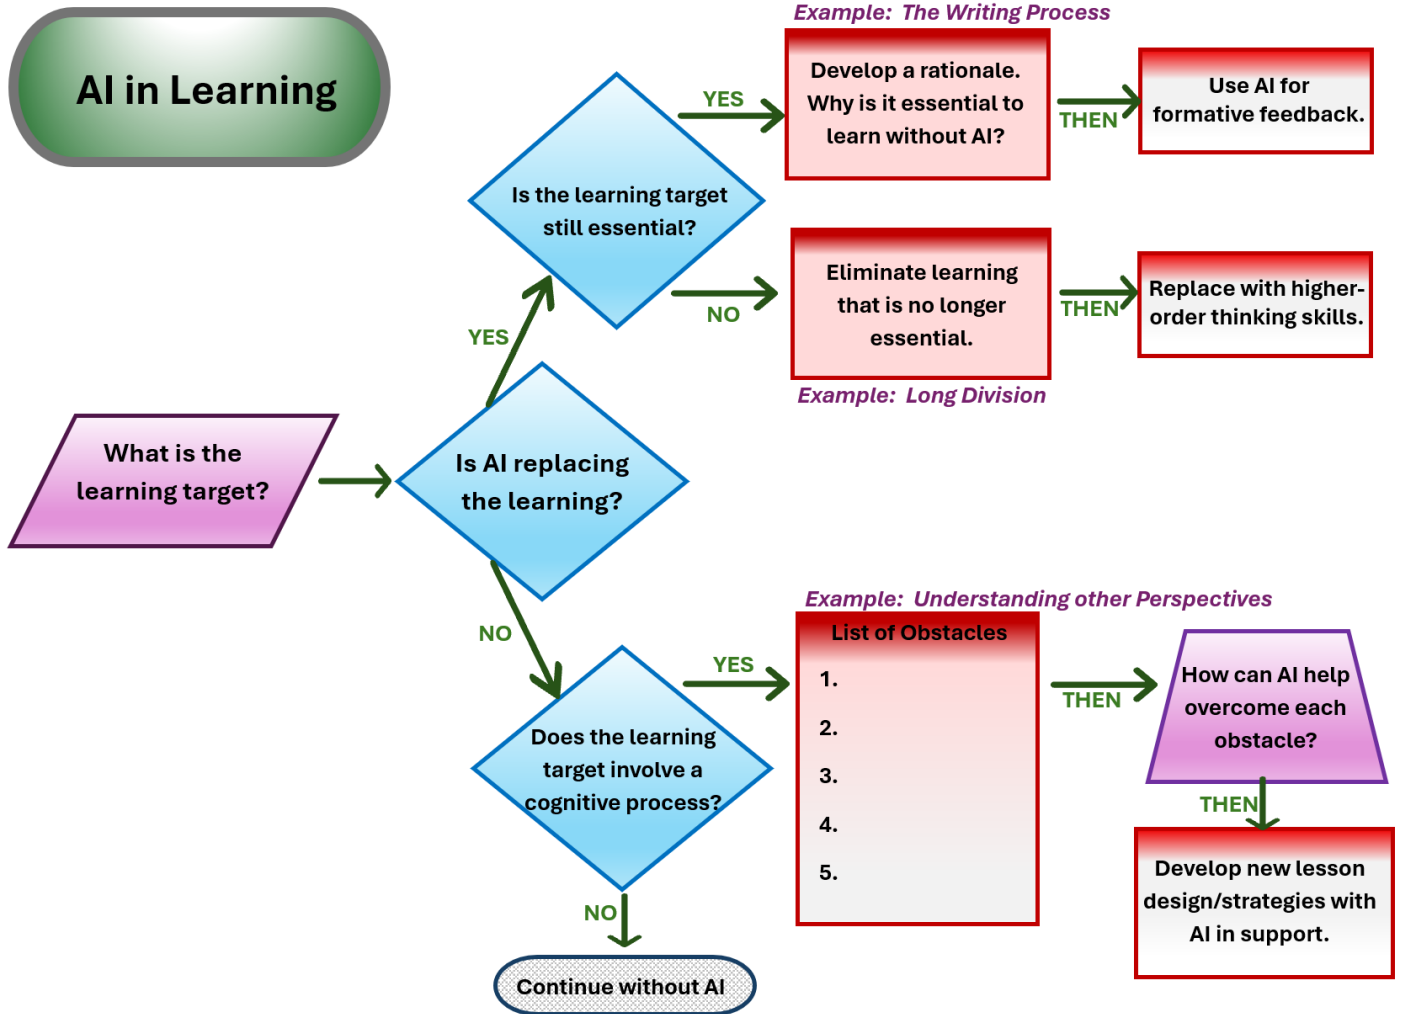 AI in Learning
Example:  The Writing Process
Develop a rationale.
Why is it essential to
learn without AI?
YES
THEN
Use AI for
formative feedback.
Is the learning target
still essential?
NO
Eliminate learning
that is no longer
essential.
THEN
Replace with higher-
order thinking skills.
Example:  Long Division
YES
What is the
learning target?
Is AI replacing
the learning?
NO
Example:  Understanding other Perspectives
Does the learning
target involve a
cognitive process?
YES
List of Obstacles
1.
2.
3.
4.
5.
THEN
How can AI help
overcome each
obstacle?
THEN
Develop new lesson
design/strategies with
AI in support.
NO
Continue without AI